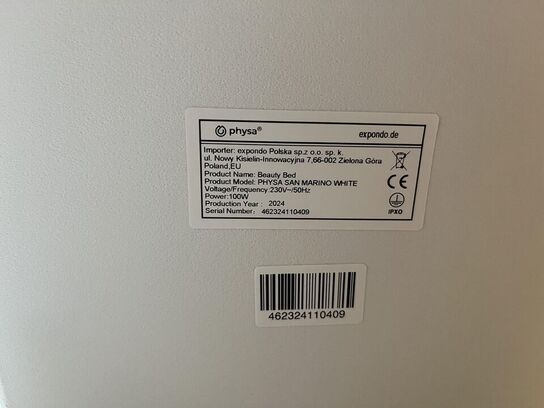 physa® expondo.de
Importer: expondo Polska sp.z o.o. sp. k.
ul. Nowy Kisielin-Innowacyjna 7,66-002 Zielona Góra
Poland,EU
Product Name: Beauty Bed
Product Model: PHYSA SAN MARINO WHITE
Voltage/Frequency:230V~/50Hz
Power:100W
Production Year : 2024
Serial Number: 462324110409
CE
IPX0
462324110409